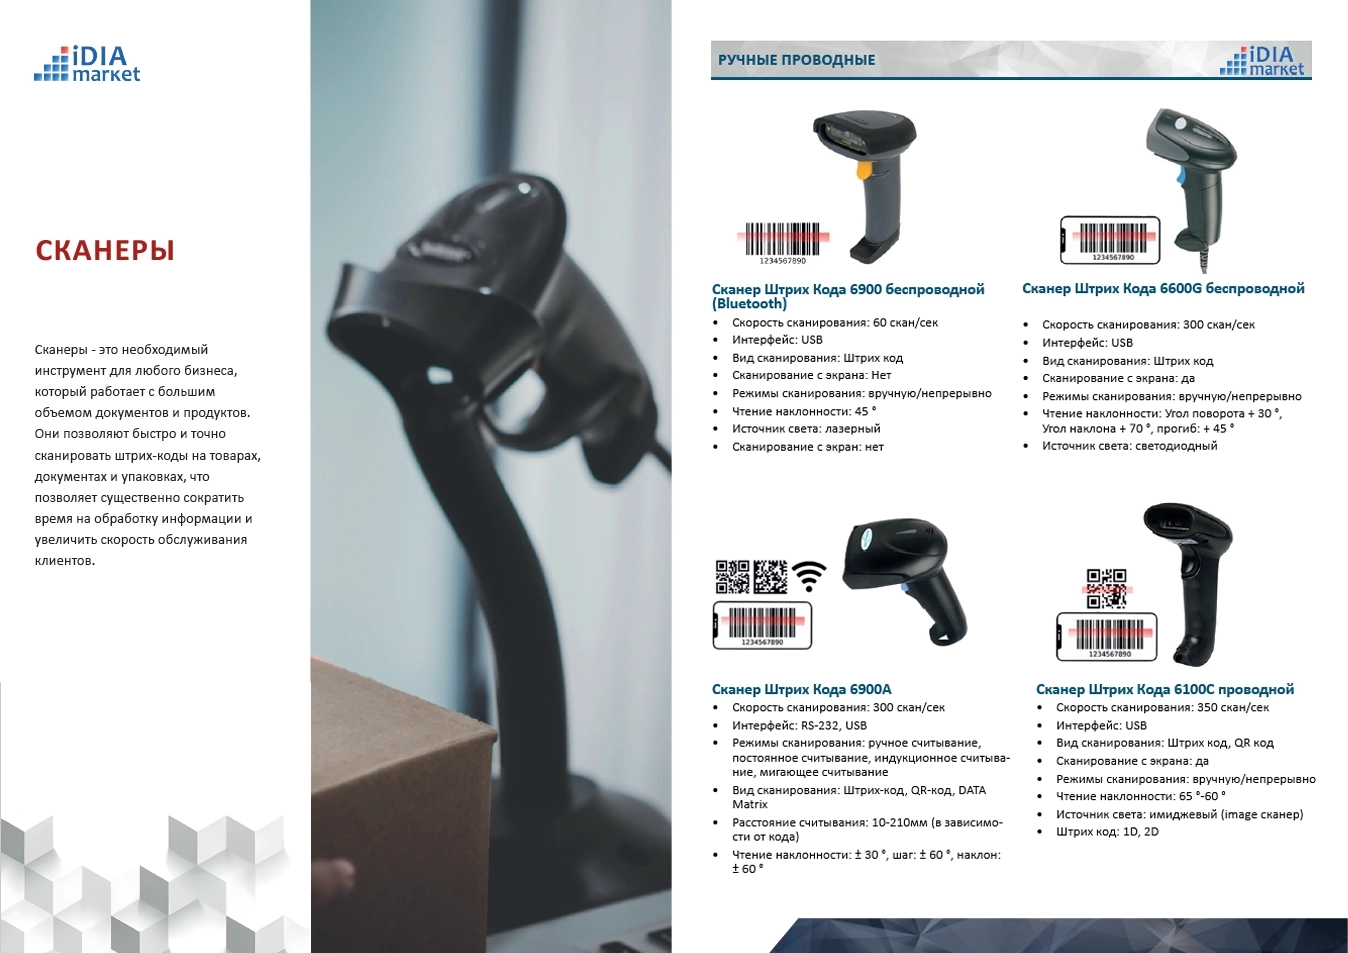 iDIA
market
СКАНЕРЫ
Сканеры - это необходимый
инструмент для любого бизнеса,
который работает с большим
объемом документов и продуктов.
Они позволяют быстро и точно
сканировать штрих-коды на товарах,
документах и упаковках, что
позволяет существенно сократить
время на обработку информации и
увеличить скорость обслуживания
клиентов.
РУЧНЫЕ ПРОВОДНЫЕ
iDIA
market
1234567890
Сканер Штрих Кода 6900 беспроводной
(Bluetooth)
• Скорость сканирования: 60 скан/сек
• Интерфейс: USB
• Вид сканирования: Штрих код
• Сканирование с экрана: Нет
• Режимы сканирования: вручную/непрерывно
• Чтение наклонности: 45 °
• Источник света: лазерный
• Сканирование с экран: нет
1234567890
Сканер Штрих Кода 6600G беспроводной
• Скорость сканирования: 300 скан/сек
• Интерфейс: USB
• Вид сканирования: Штрих код
• Сканирование с экрана: да
• Режимы сканирования: вручную/непрерывно
• Чтение наклонности: Угол поворота + 30 °,
Угол наклона + 70 °, прогиб: + 45 °
• Источник света: светодиодный
1234567890
Сканер Штрих Кода 6900A
• Скорость сканирования: 300 скан/сек
• Интерфейс: RS-232, USB
• Режимы сканирования: ручное считывание,
постоянное считывание, индукционное считыва-
ние, мигающее считывание
• Вид сканирования: Штрих-код, QR-код, DATA
Matrix
• Расстояние считывания: 10-210мм (в зависимо-
сти от кода)
• Чтение наклонности: ± 30 °, шаг: ± 60 °, наклон:
± 60 °
1234567890
Сканер Штрих Кода 6100C проводной
• Скорость сканирования: 350 скан/сек
• Интерфейс: USB
• Вид сканирования: Штрих код, QR код
• Сканирование с экрана: да
• Режимы сканирования: вручную/непрерывно
• Чтение наклонности: 65 °-60 °
• Источник света: имиджевый (image сканер)
• Штрих код: 1D, 2D